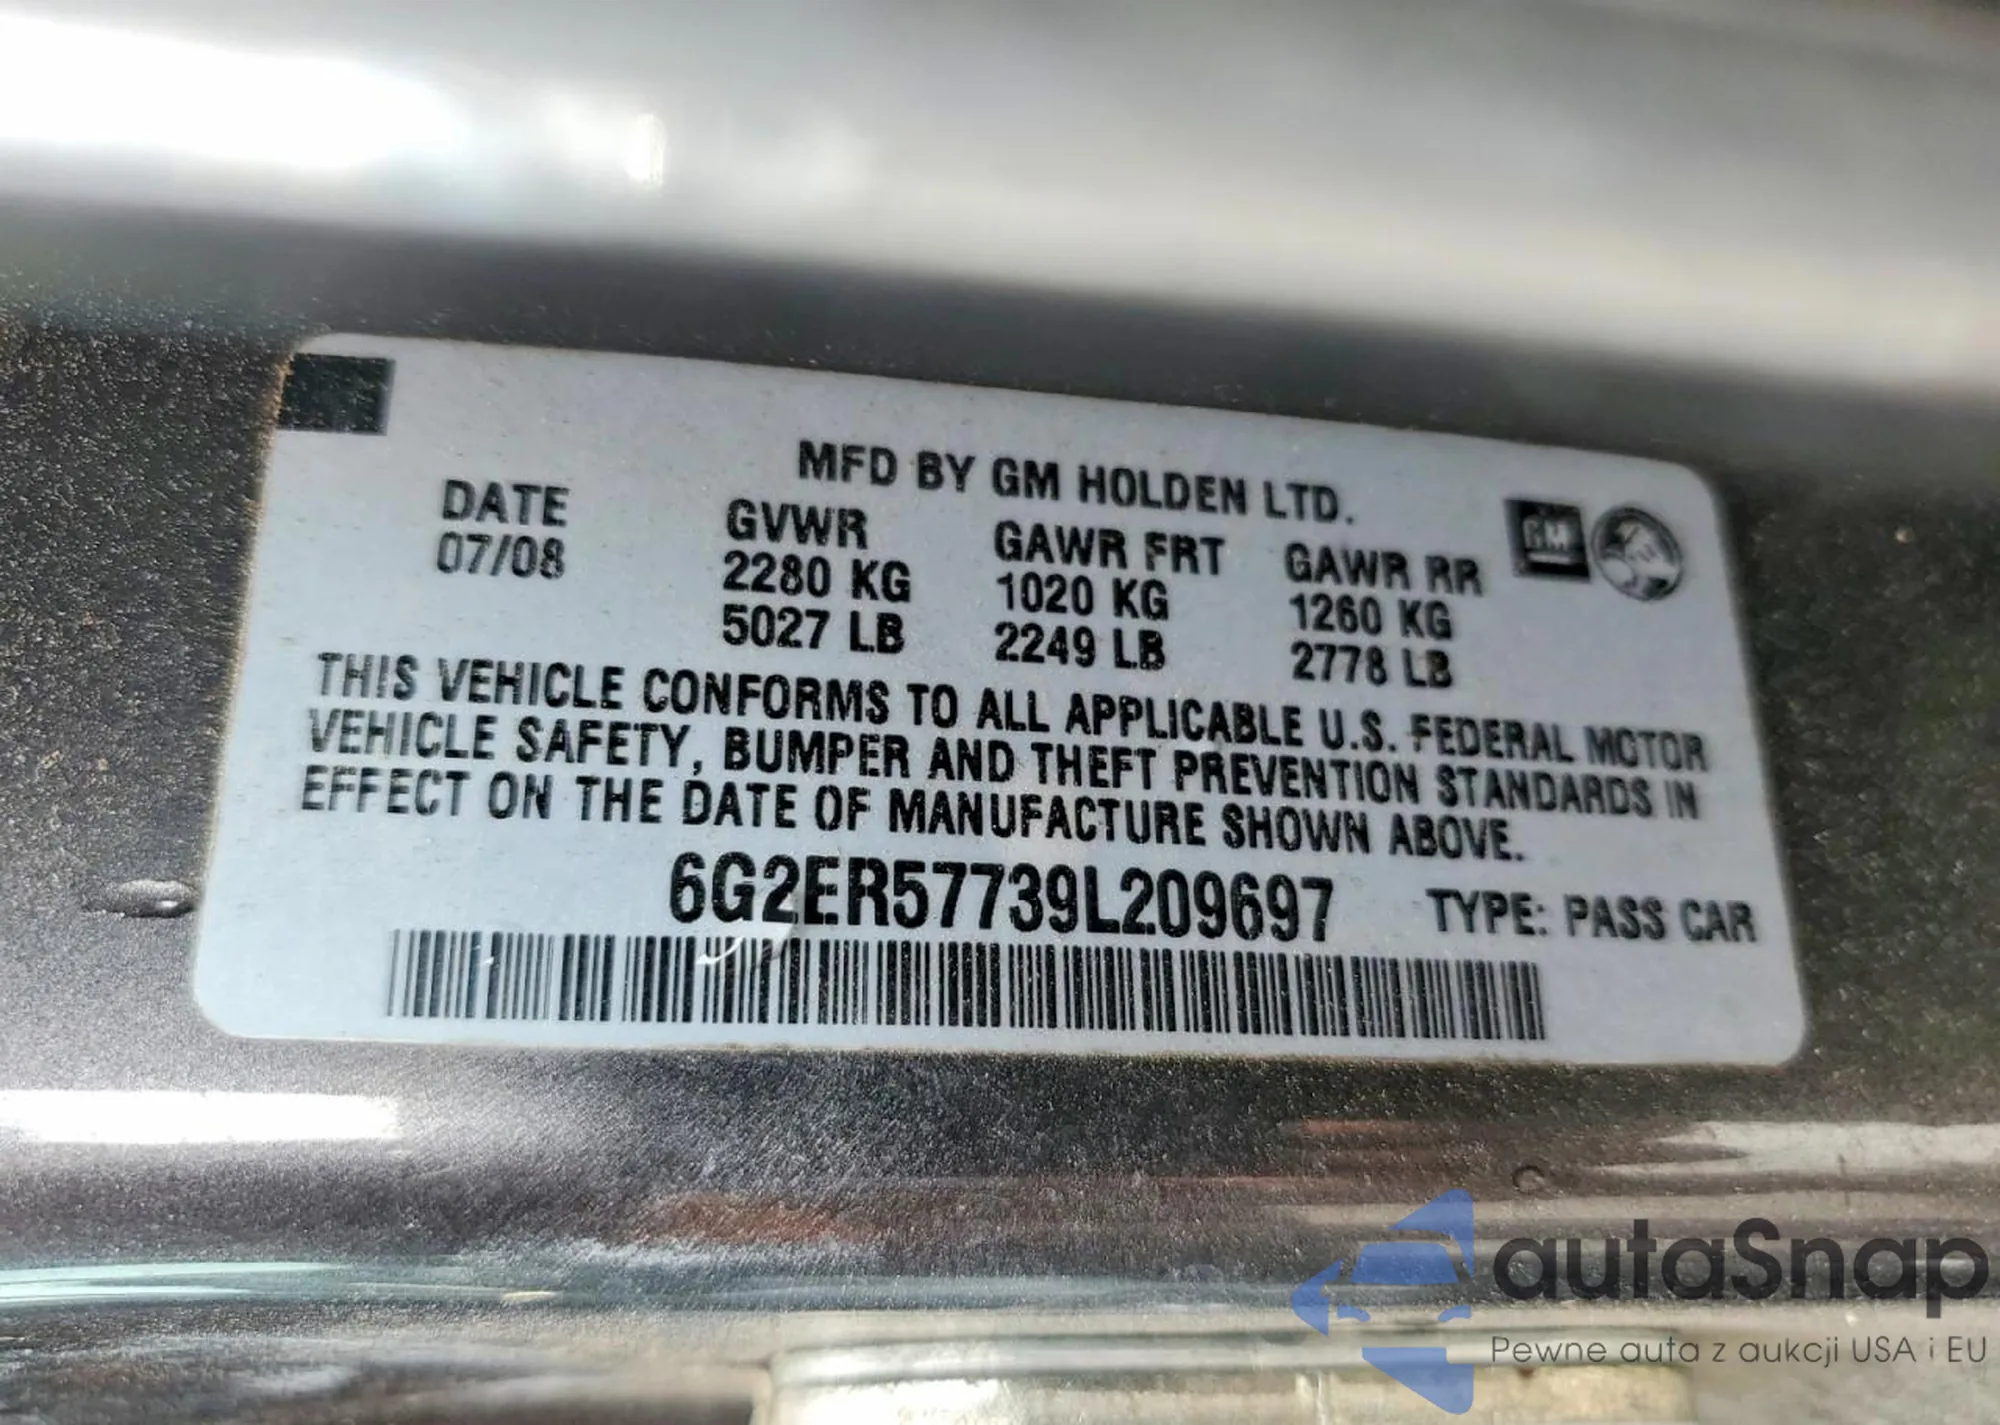 MFD BY GM HOLDEN LTD.
DATE GVWR GAWR FRT GAWR RR GM
07/08 2280 KG 1020 KG 1260 KG
5027 LB 2249 LB 2778 LB
THIS VEHICLE CONFORMS TO ALL APPLICABLE U.S. FEDERAL MOTOR
VEHICLE SAFETY, BUMPER AND THEFT PREVENTION STANDARDS IN
EFFECT ON THE DATE OF MANUFACTURE SHOWN ABOVE.
6G2ER57739L209697 TYPE: PASS CAR
autaSnap
Pewne auta z aukcji USA i EU